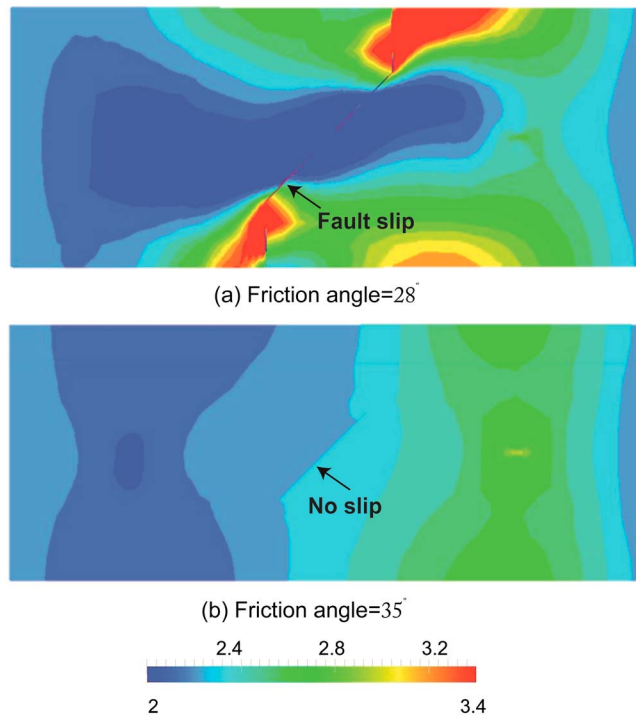 Fault slip
(a) Friction angle=28°
No slip
(b) Friction angle=35°
2.4 2.8 3.2
2 3.4